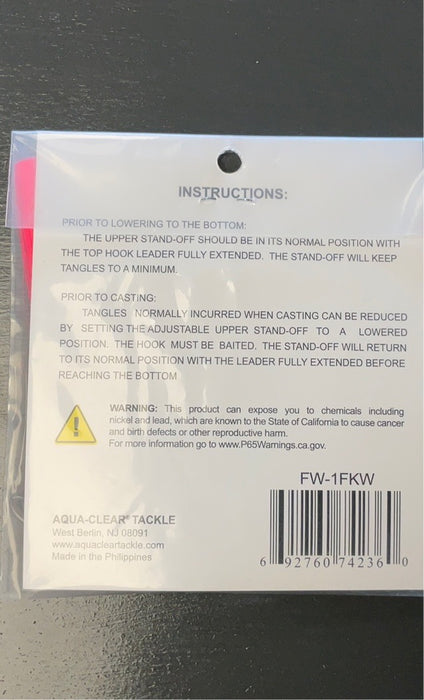 INSTRUCTIONS:
PRIOR TO LOWERING TO THE BOTTOM:
THE UPPER STAND-OFF SHOULD BE IN ITS NORMAL POSITION WITH
THE TOP HOOK LEADER FULLY EXTENDED. THE STAND-OFF WILL KEEP
TANGLES TO A MINIMUM.
PRIOR TO CASTING:
TANGLES NORMALLY INCURRED WHEN CASTING CAN BE REDUCED
BY SETTING THE ADJUSTABLE UPPER STAND-OFF TO A LOWERED
POSITION. THE HOOK MUST BE BAITED. THE STAND-OFF WILL RETURN
TO ITS NORMAL POSITION WITH THE LEADER FULLY EXTENDED BEFORE
REACHING THE BOTTOM
WARNING: This product can expose you to chemicals including
nickel and lead, which are known to the State of California to cause cancer
and birth defects or other reproductive harm.
For more information go to www.P65Warnings.ca.gov.
FW-1FKW
AQUA-CLEAR® TACKLE
West Berlin, NJ 08091
www.aquacleartackle.com
Made in the Philippines
6 92760 74236 0